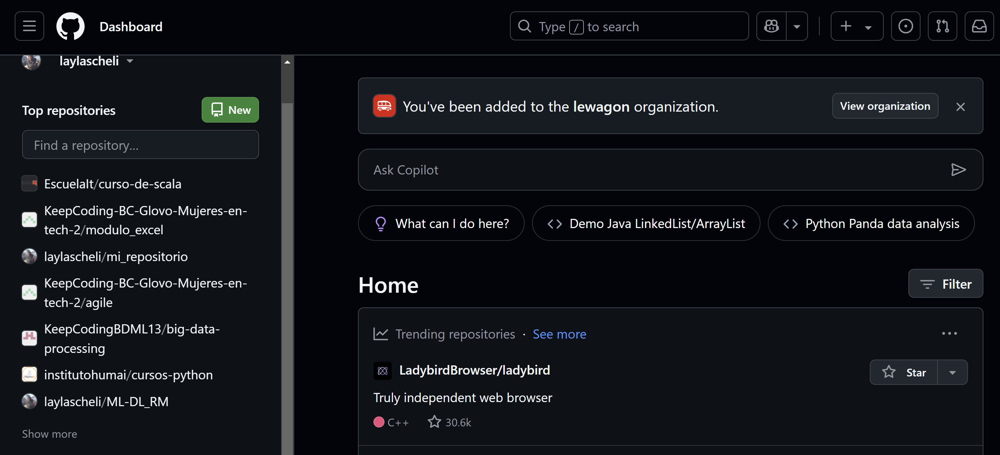 Dashboard
Type / to search
laylascheli
Top repositories
New
Find a repository...
EscuelaIt/curso-de-scala
KeepCoding-BC-Glovo-Mujeres-en-
tech-2/modulo_excel
laylascheli/mi_repositorio
KeepCoding-BC-Glovo-Mujeres-en-
tech-2/agile
KeepCodingBDML13/big-data-
processing
institutohumai/cursos-python
laylascheli/ML-DL_RM
Show more
You've been added to the lewagon organization.
View organization
Ask Copilot
What can I do here?
Demo Java LinkedList/ArrayList
Python Panda data analysis
Home
Filter
Trending repositories · See more
LadybirdBrowser/ladybird
Star
Truly independent web browser
C++
30.6k